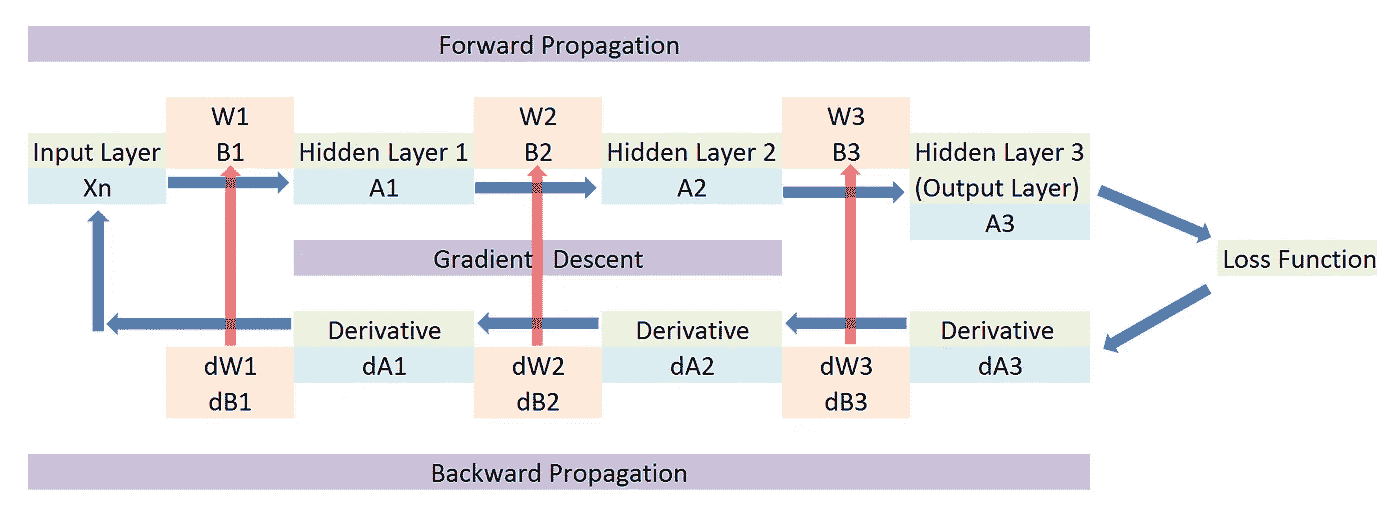 Forward Propagation
W1
W2
W3
Input Layer
B1
Hidden Layer 1
B2
Hidden Layer 2
B3
Hidden Layer 3
Xn
A1
A2
(Output Layer)
A3
Gradient Descent
Loss Function
Derivative
Derivative
Derivative
dW1
dA1
dW2
dA2
dW3
dA3
dB1
dB2
dB3
Backward Propagation